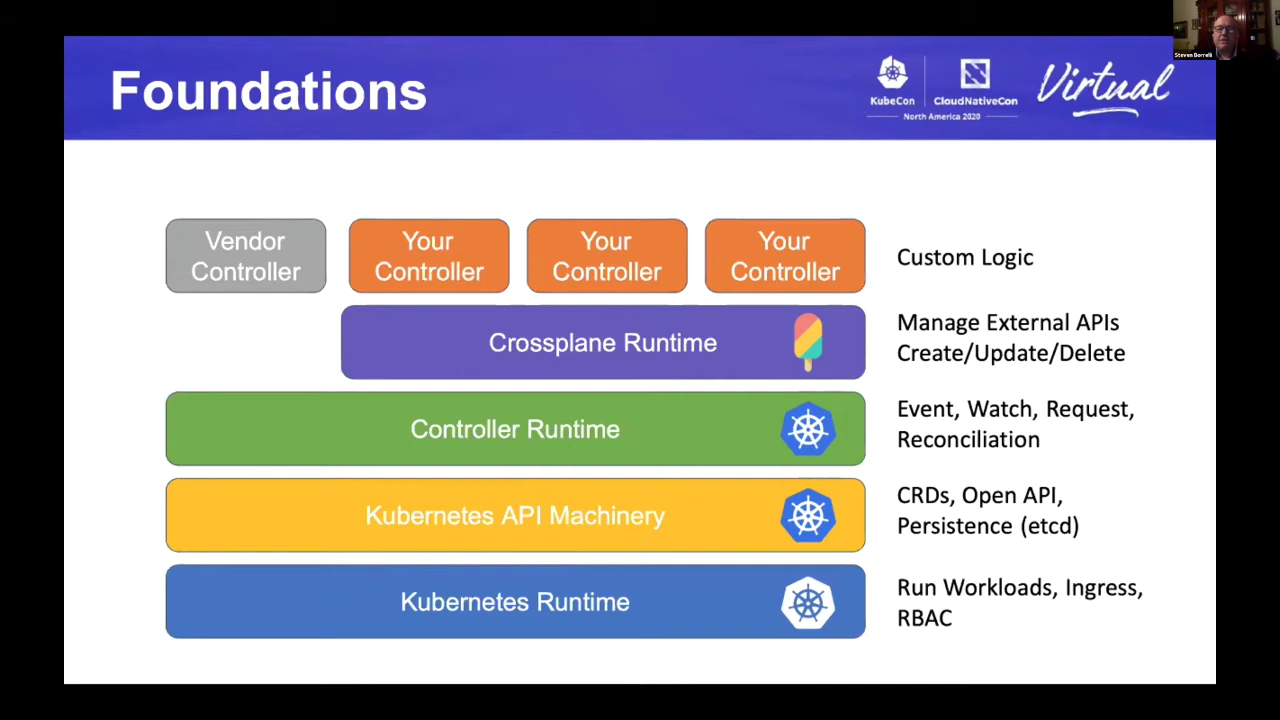 Foundations
KubeCon
CloudNativeCon
North America 2020
Virtual
Steven Borrelli
Vendor
Controller
Your
Controller
Your
Controller
Your
Controller
Custom Logic
Crossplane Runtime
Manage External APIs
Create/Update/Delete
Controller Runtime
Event, Watch, Request,
Reconciliation
Kubernetes API Machinery
CRDs, Open API,
Persistence (etcd)
Kubernetes Runtime
Run Workloads, Ingress,
RBAC